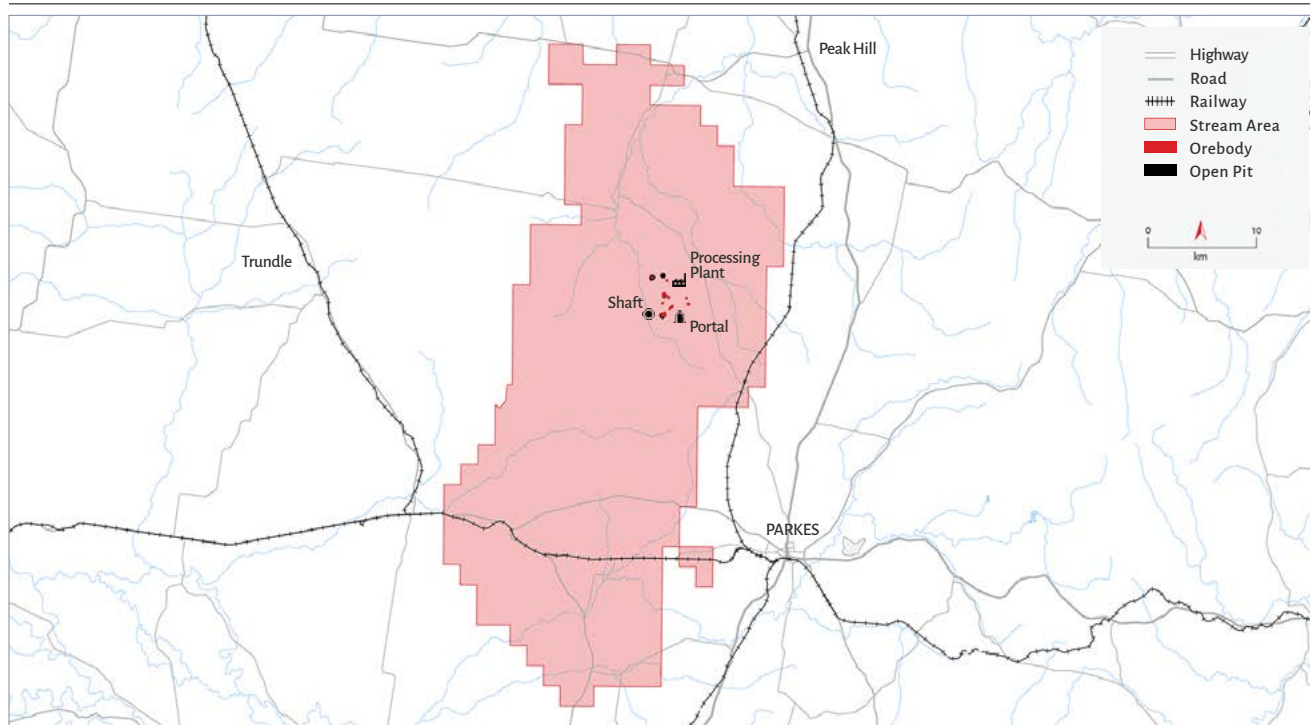 Peak Hill
Highway
Road
Railway
Stream Area
Orebody
Open Pit
0 10
km
Trundle
Processing
Plant
Shaft
Portal
PARKES